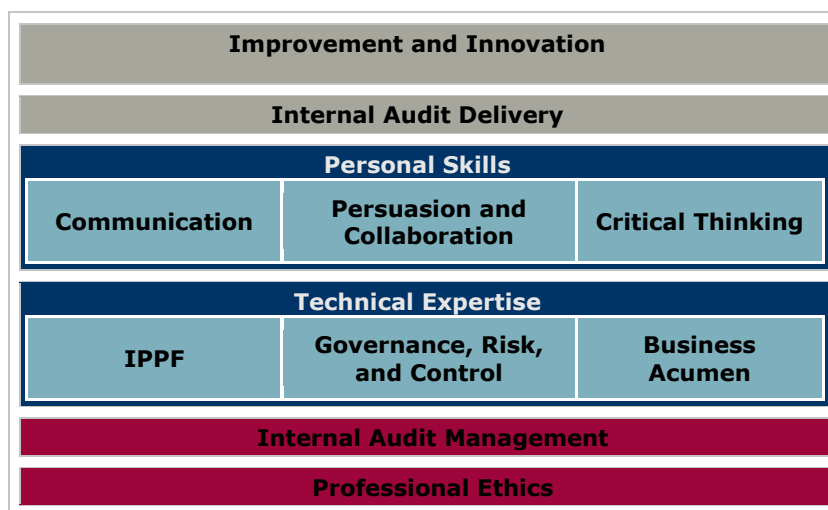 Improvement and Innovation
Internal Audit Delivery
Personal Skills
Communication
Persuasion and
Collaboration
Critical Thinking
Technical Expertise
IPPF
Governance, Risk,
and Control
Business
Acumen
Internal Audit Management
Professional Ethics